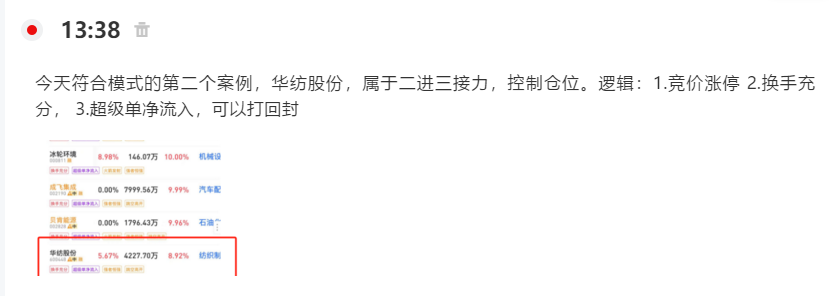 13:38
今天符合模式的第二个案例，华纺股份，属于二进三接力，控制仓位。逻辑：1.竞价涨停 2.换手充
分， 3.超级单净流入，可以打回封
冰轮环境 8.98% 146.07万 10.00% 机械设
成飞集成 0.00% 7999.56万 9.99% 汽车配
贝肯能源 0.00% 1796.43万 9.96% 石油
华纺股份 5.67% 4227.70万 8.92% 纺织制